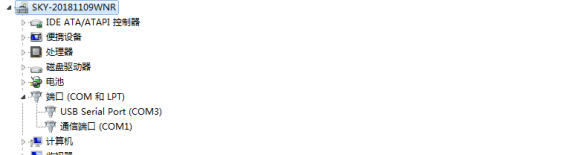 SKY-20181109WNR
IDE ATA/ATAPI 控制器
便携设备
处理器
磁盘驱动器
电池
端口 (COM 和 LPT)
USB Serial Port (COM3)
通信端口 (COM1)
计算机